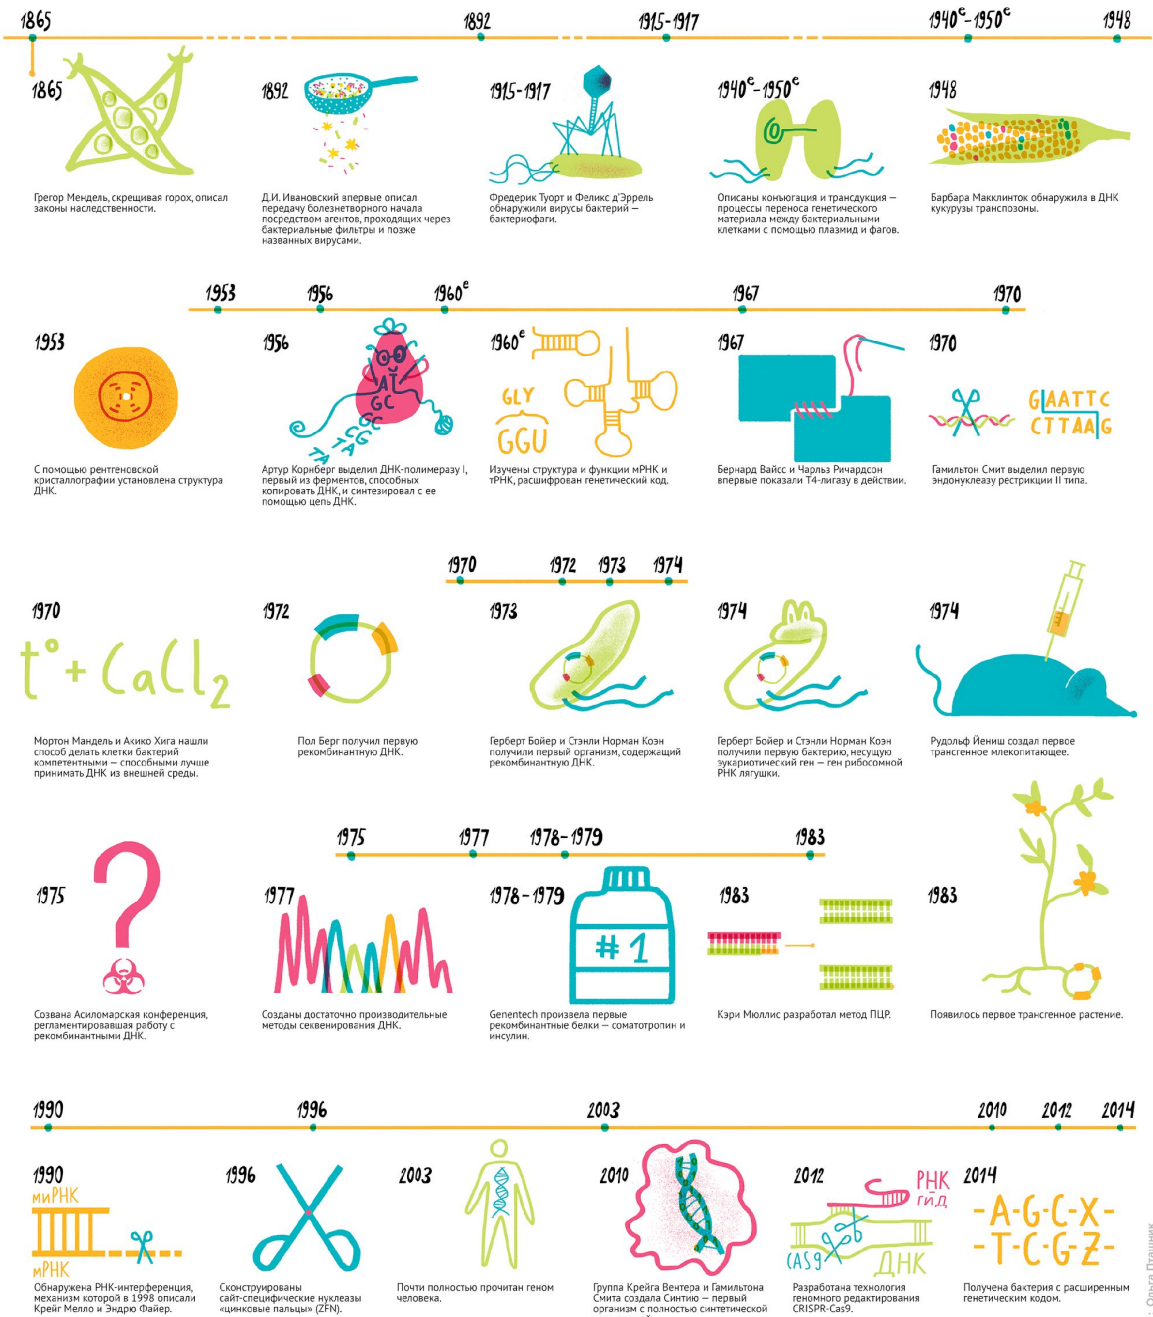 1865
1892
1915-1917
1940е-1950е
1948
1865
1892
1915-1917
1940е-1950е
1948
Грегор Мендель, скрещивая горох, описал
законы наследственности.
Д.И. Ивановский впервые описал
передачу болезнетворного начала
посредством агентов, проходящих через
бактериальные фильтры и позже
названных вирусами.
Фредерик Туорт и Феликс д'Эррель
обнаружили вирусы бактерий —
бактериофаги.
Описаны конъюгация и трансдукция —
процессы переноса генетического
материала между бактериальными
клетками с помощью плазмид и фагов.
Барбара Макклинток обнаружила в ДНК
кукурузы транспозоны.
1953
1956
1960е
1967
1970
1953
1956
AT
GC
GC
CG
TA
TA
1960е
GLY
GGU
1967
1970
GAATTC
CTTAAG
С помощью рентгеновской
кристаллографии установлена структура
ДНК.
Артур Корнберг выделил ДНК-полимеразу I,
первый из ферментов, способных
копировать ДНК, и синтезировал с ее
помощью цепь ДНК.
Изучены структура и функции мРНК и
тРНК, расшифрован генетический код.
Бернард Вайсс и Чарльз Ричардсон
впервые показали Т4-лигазу в действии.
Гамильтон Смит выделил первую
эндонуклеазу рестрикции II типа.
1970
1972
1973
1974
1970
t° + CaCl2
1972
1973
1974
1974
Мортон Мандель и Акико Хига нашли
способ делать клетки бактерий
компетентными — способными лучше
принимать ДНК из внешней среды.
Пол Берг получил первую
рекомбинантную ДНК.
Герберт Бойер и Стэнли Норман Коэн
получили первый организм, содержащий
рекомбинантную ДНК.
Герберт Бойер и Стэнли Норман Коэн
получили первую бактерию, несущую
эукариотический ген — ген рибосомной
РНК лягушки.
Рудольф Йениш создал первое
трансгенное млекопитающее.
1975
1977
1978-1979
1983
1975
1977
1978-1979
#1
1983
1983
Созвана Асиломарская конференция,
регламентировавшая работу с
рекомбинантными ДНК.
Созданы достаточно производительные
методы секвенирования ДНК.
Genentech произвела первые
рекомбинантные белки — соматотропин и
инсулин.
Кэри Мюллис разработал метод ПЦР.
Появилось первое трансгенное растение.
1990
1996
2003
2010
2012
2014
1990
миРНК
мРНК
1996
2003
2010
2012
РНК
гид
CAS9
ДНК
2014
-A-G-C-X-
-T-C-G-Z-
Обнаружена РНК-интерференция,
механизм которой в 1998 описали
Крейг Мелло и Эндрю Файер.
Сконструированы
сайт-специфические нуклеазы
«цинковые пальцы» (ZFN).
Почти полностью прочитан геном
человека.
Группа Крейга Вентера и Гамильтона
Смита создала Синтию — первый
организм с полностью синтетической
Разработана технология
геномного редактирования
CRISPR-Cas9.
Получена бактерия с расширенным
генетическим кодом.
: Ольга Пташник